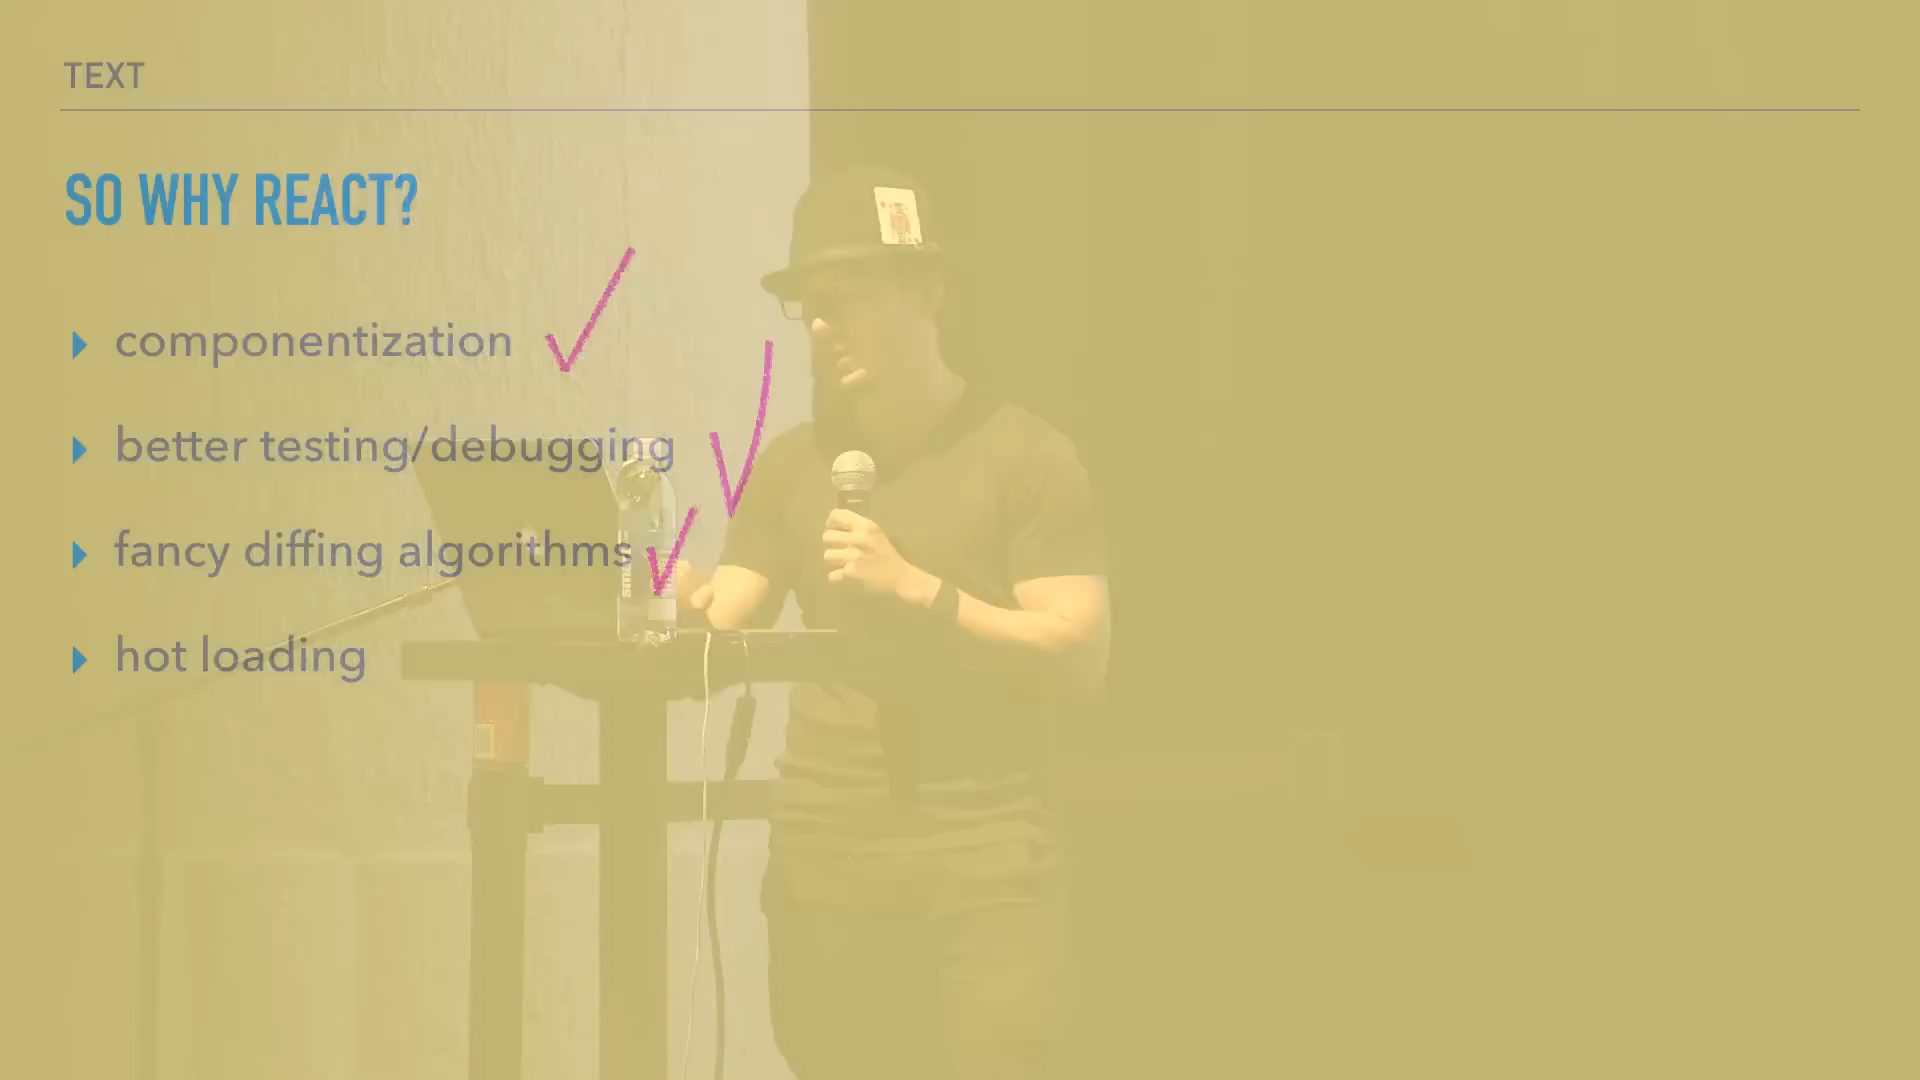 TEXT
SO WHY REACT?
componentization
better testing/debugging
fancy diffing algorithms
hot loading